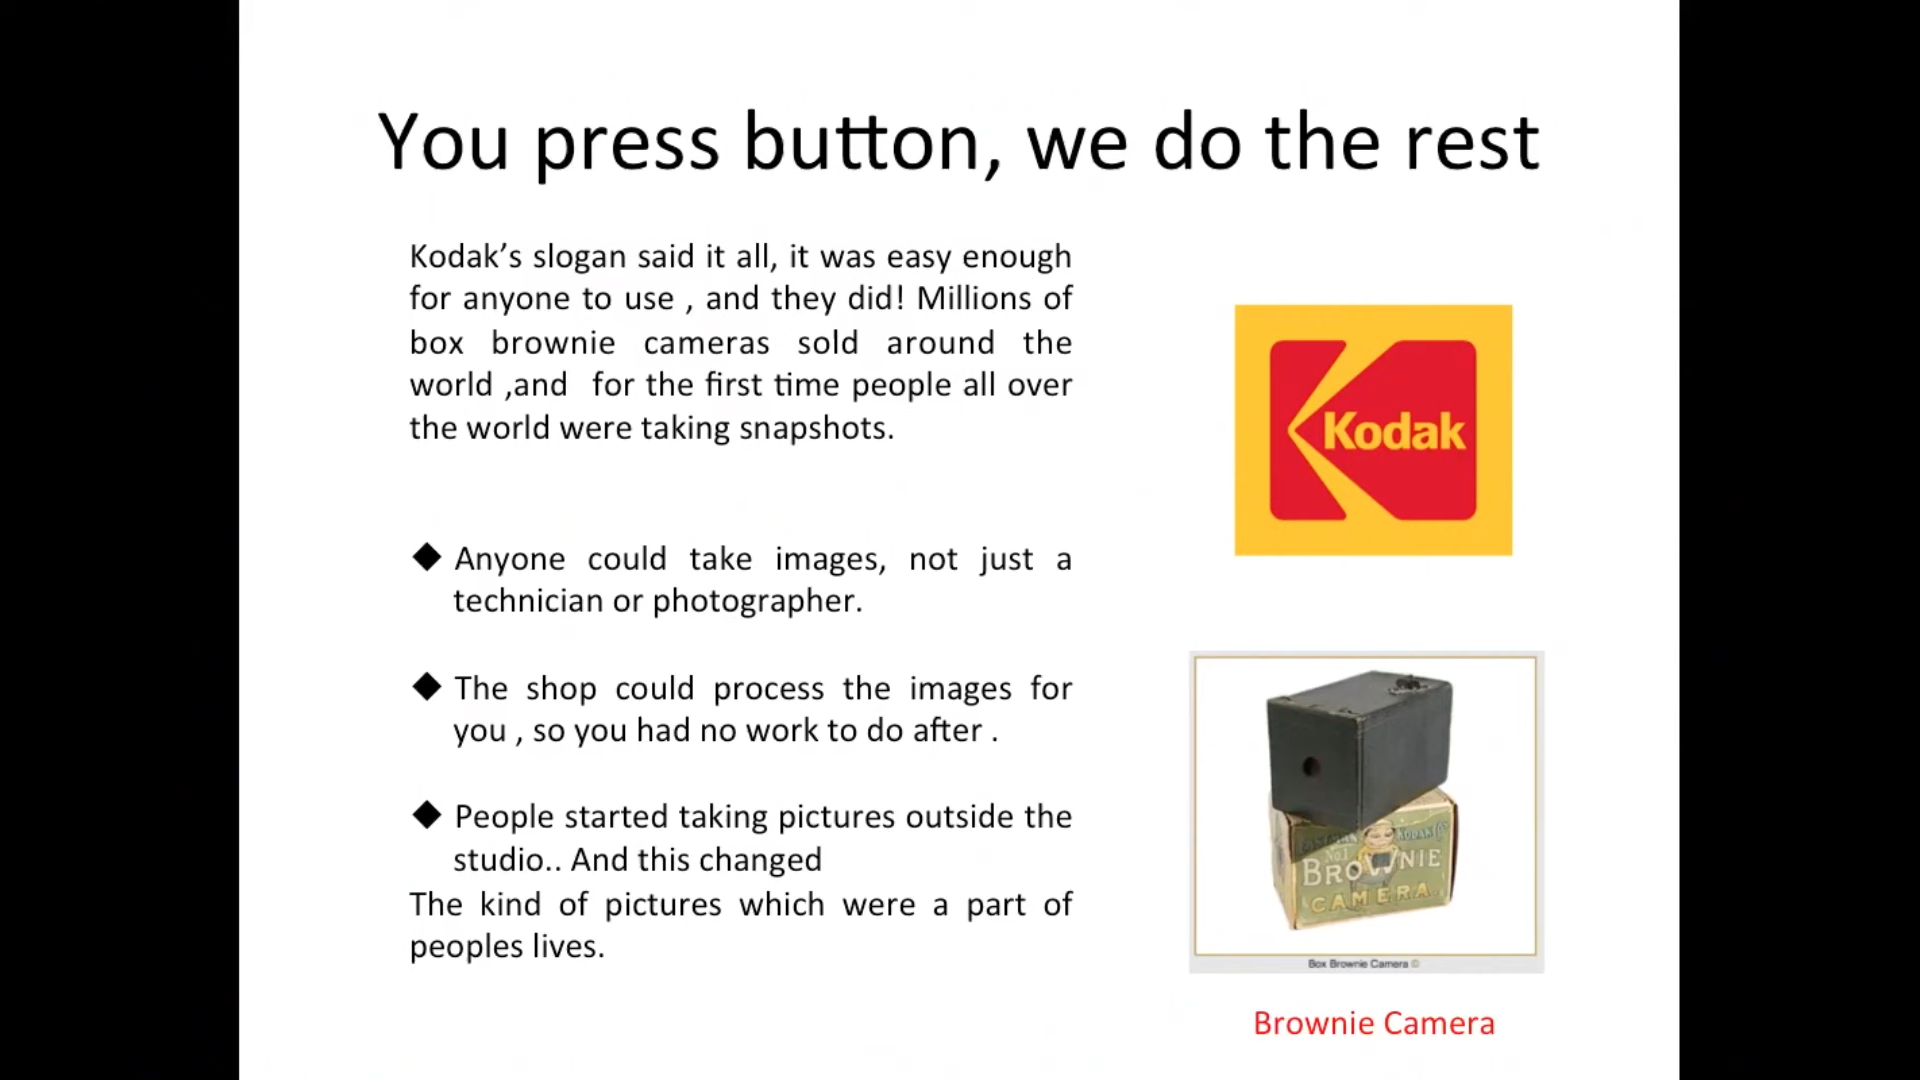 You press button, we do the rest
Kodak’s slogan said it all, it was easy enough
for anyone to use , and they did! Millions of
box brownie cameras sold around the
world ,and for the first time people all over
the world were taking snapshots.
◆ Anyone could take images, not just a
technician or photographer.
◆ The shop could process the images for
you , so you had no work to do after .
◆ People started taking pictures outside the
studio.. And this changed
The kind of pictures which were a part of
peoples lives.
Kodak
No.1
BROWNIE
CAMERA
Box Brownie Camera ©
Brownie Camera